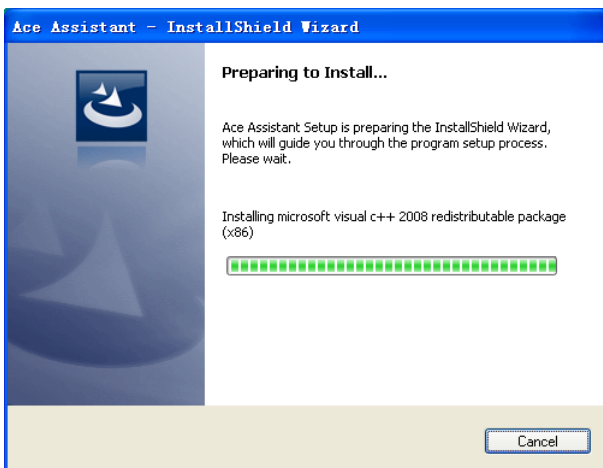 Ace Assistant - InstallShield Wizard
Preparing to Install...
Ace Assistant Setup is preparing the InstallShield Wizard,
which will guide you through the program setup process.
Please wait.
Installing microsoft visual c++ 2008 redistributable package
(x86)
Cancel